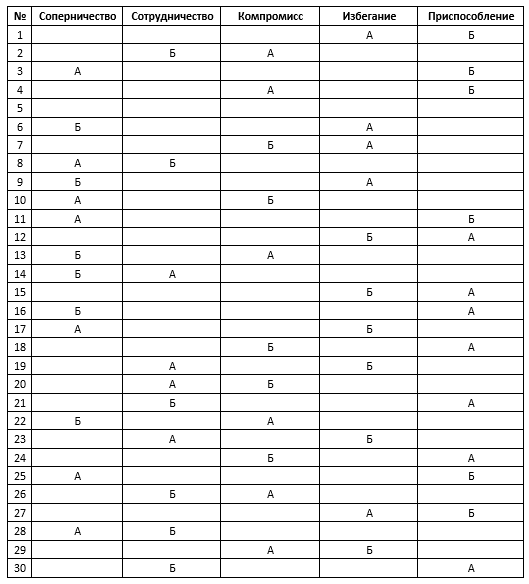 № Соперничество Сотрудничество Компромисс Избегание Приспособление
1 А Б
2 Б А
3 А Б
4 А Б
5
6 Б А
7 Б А
8 А Б
9 Б А
10 А Б
11 А Б
12 Б А
13 Б А
14 Б А
15 Б А
16 Б А
17 А Б
18 Б А
19 А Б
20 А Б
21 Б А
22 Б А
23 А Б
24 Б А
25 А Б
26 Б А
27 А Б
28 А Б
29 А Б
30 Б А